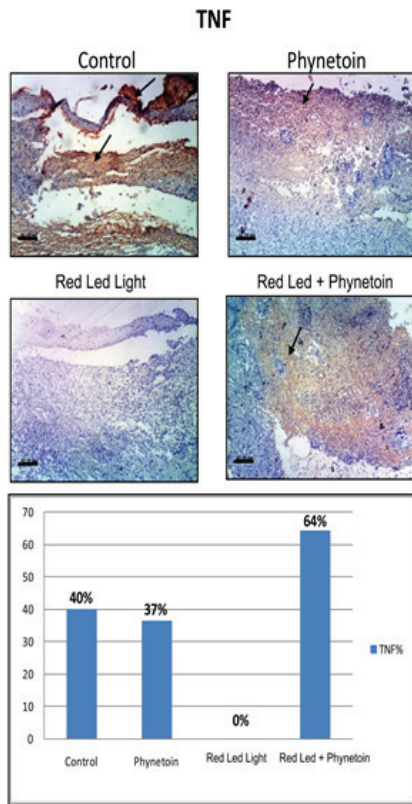 TNF
Control
Phynetoin
Red Led Light
Red Led + Phynetoin
70
60
50
40
30
20
10
0
40%
37%
0%
64%
Control
Phynetoin
Red Led Light
Red Led + Phynetoin
TNF%